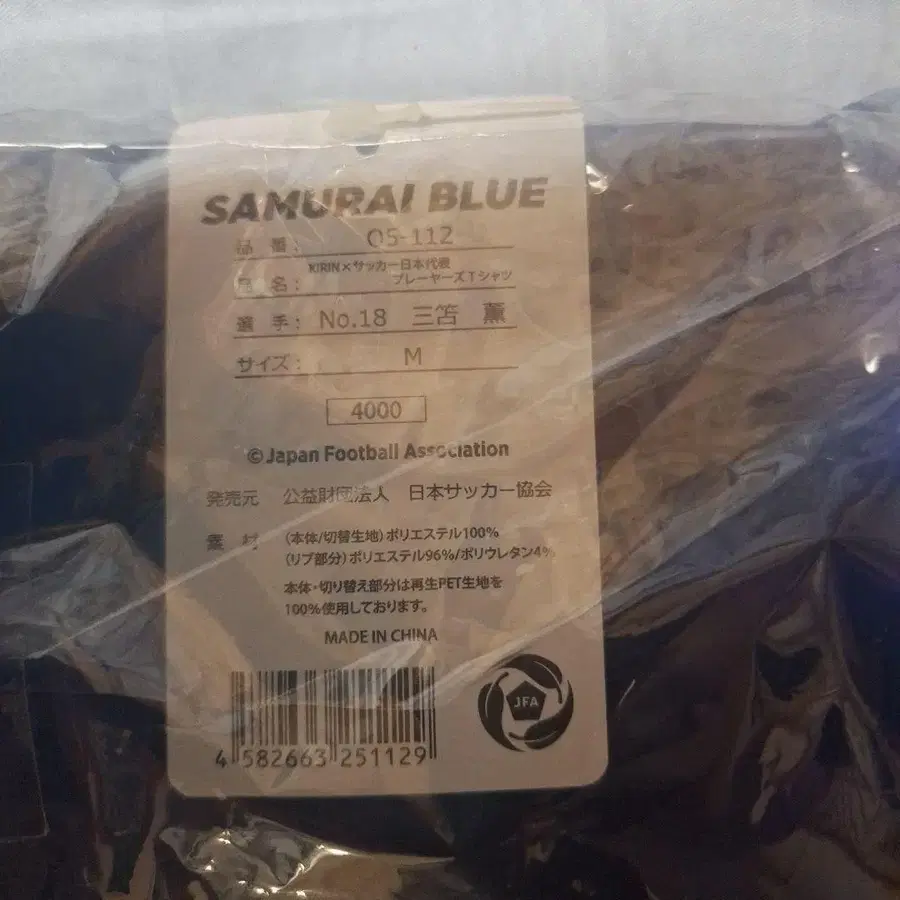 SAMURAI BLUE
品 番: O5-112
KIRIN×サッカー日本代表
品 名: プレーヤーズTシャツ
選 手: No.18 三笘 薫
サイズ: M
4000
©Japan Football Association
発売元 公益財団法人 日本サッカー協会
素 材 (本体/切替生地)ポリエステル100%
(リブ部分)ポリエステル96%/ポリウレタン4%
本体・切り替え部分は再生PET生地を
100%使用しております。
MADE IN CHINA
JFA
4 582663 251129